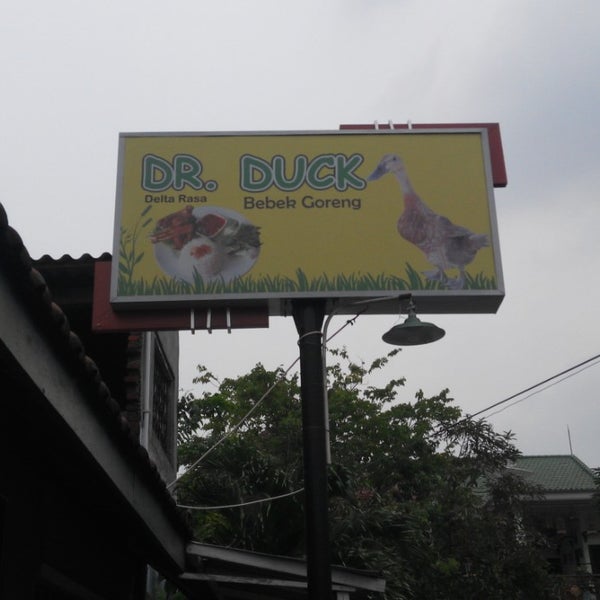 DR. DUCK
Delta Rasa
Bebek Goreng